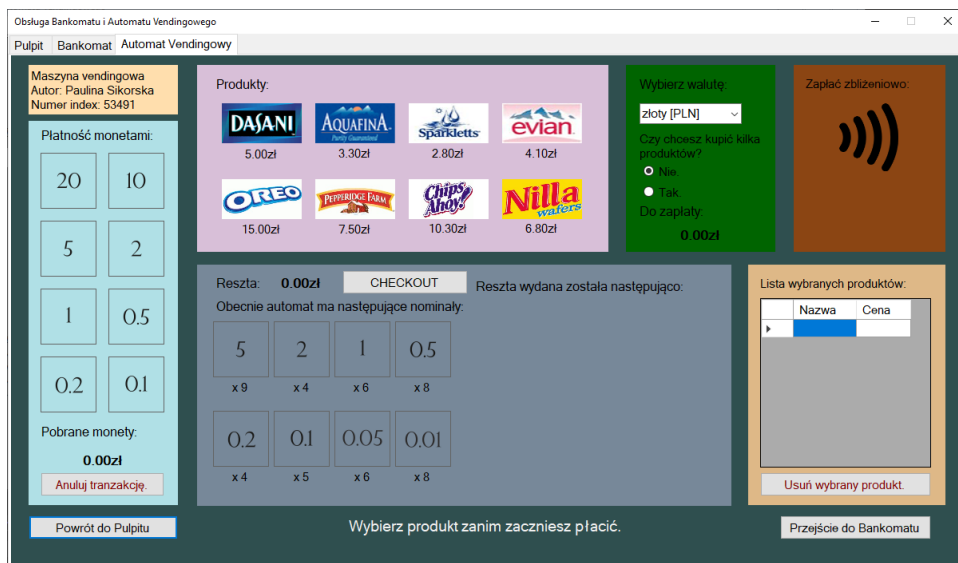 Obsługa Bankomatu i Automatu Vendingowego
Pulpit Bankomat Automat Vendingowy
Maszyna vendingowa
Autor: Paulina Sikorska
Numer index: 53491
Płatność monetami:
20 10
5 2
1 0.5
0.2 0.1
Pobrane monety:
0.00zł
Anuluj tranzakcję.
Powrót do Pulpitu
Produkty:
DASANI AQUAFINA Sparkletts evian
Purity Guaranteed
5.00zł 3.30zł 2.80zł 4.10zł
OREO PEPPERIDGE FARM Chips Ahoy! Nilla wafers
15.00zł 7.50zł 10.30zł 6.80zł
Wybierz walutę:
złoty [PLN]
Czy chcesz kupić kilka
produktów?
Nie.
Tak.
Do zapłaty:
0.00zł
Zapłać zbliżeniowo:
Reszta: 0.00zł CHECKOUT Reszta wydana została następująco:
Obecnie automat ma następujące nominały:
5 2 1 0.5
x 9 x 4 x 6 x 8
0.2 0.1 0.05 0.01
x 4 x 5 x 6 x 8
Lista wybranych produktów:
Nazwa Cena
Usuń wybrany produkt.
Wybierz produkt zanim zaczniesz płacić.
Przejście do Bankomatu